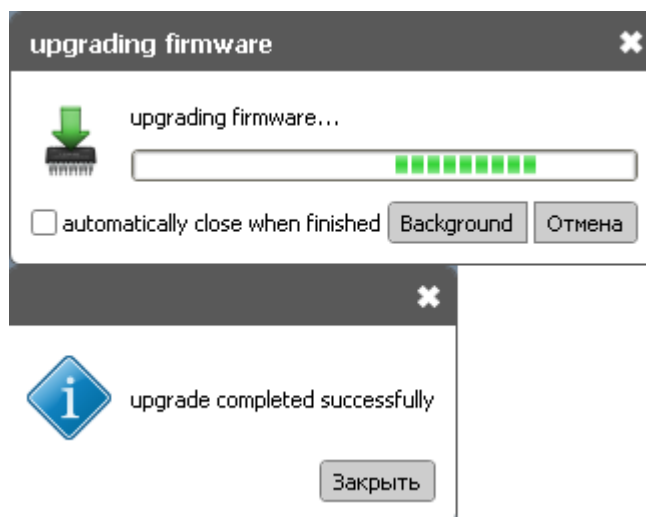 upgrading firmware
upgrading firmware...
automatically close when finished Background Отмена
upgrade completed successfully
Закрыть